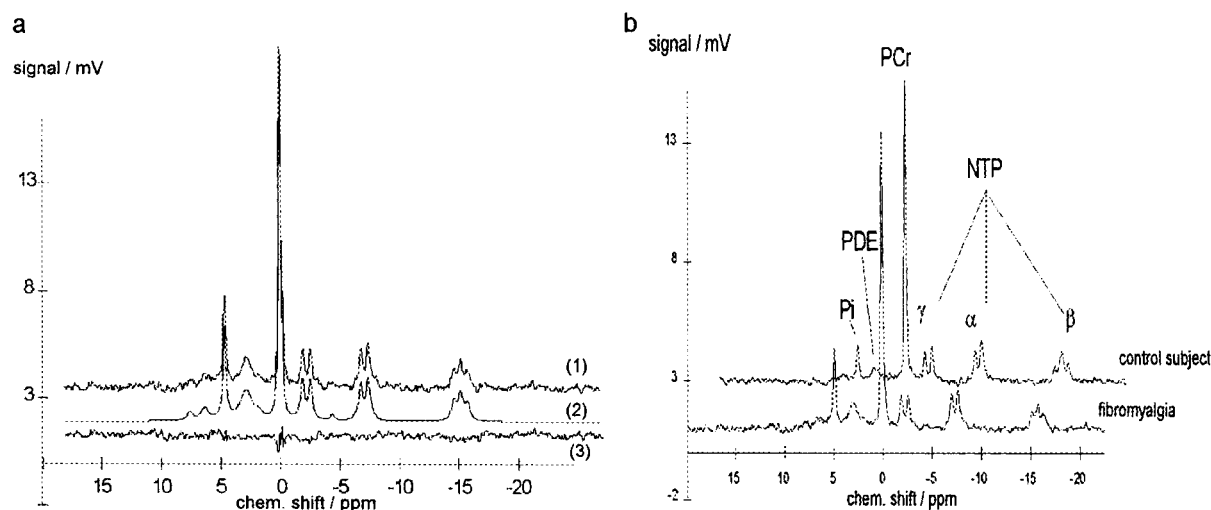 a
signal / mV
13
8
3
(1)
(2)
(3)
15 10 5 0 -5 -10 -15 -20
chem. shift / ppm
b
signal / mV
PCr
13
NTP
PDE
8
Pi
γ
α
β
control subject
3
fibromyalgia
15 10 5 0 -5 -10 -15 -20
-2
chem. shift / ppm